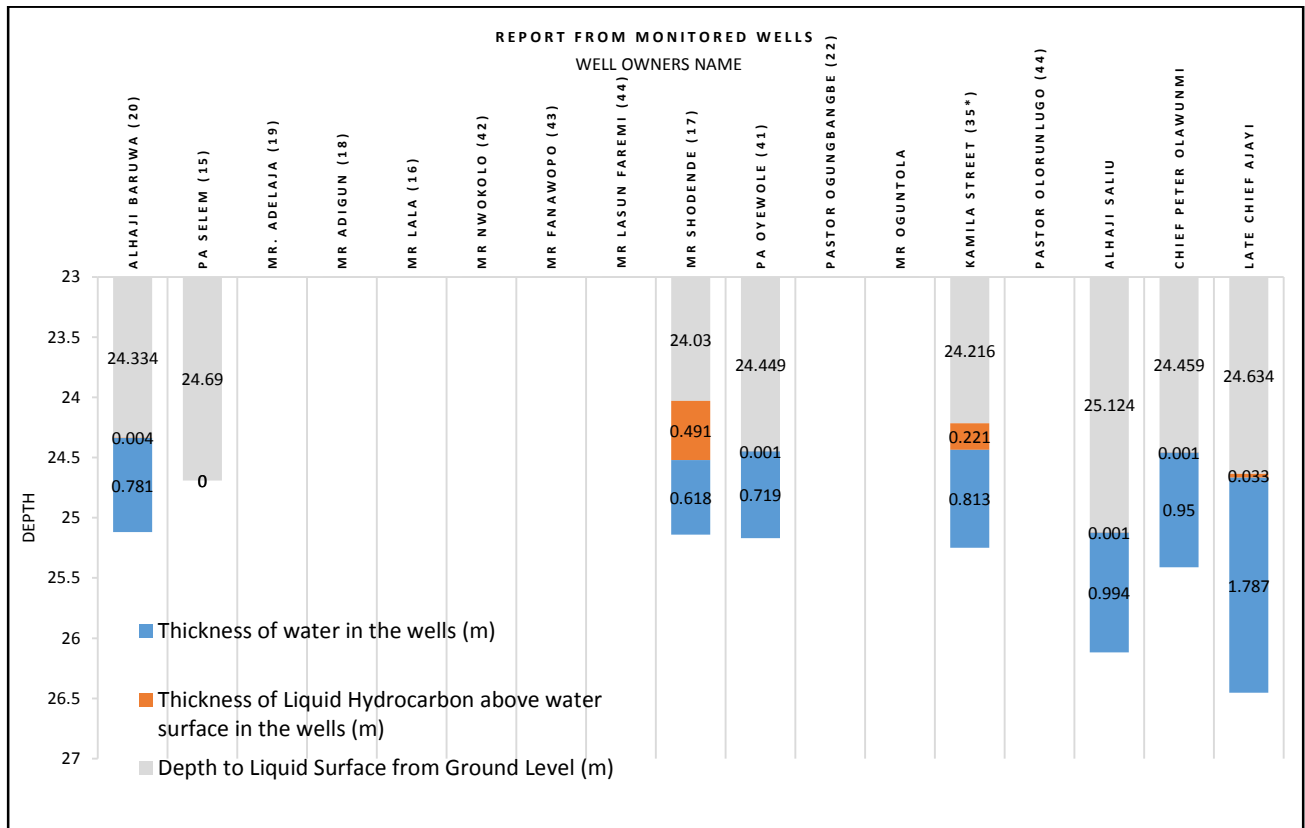 REPORT FROM MONITORED WELLS
WELL OWNERS NAME
ALHAJI BARUWA (20)
PA SELEM (15)
MR. ADELAJA (19)
MR ADIGUN (18)
MR LALA (16)
MR NWOKOLO (42)
MR FANAWOPO (43)
MR LASUN FAREMI (44)
MR SHODENDE (17)
PA OYEWOLE (41)
PASTOR OGUNGBANGBE (22)
MR OGUNTOLA
KAMILA STREET (35*)
PASTOR OLORUNLUGO (44)
ALHAJI SALIU
CHIEF PETER OLAWUNMI
LATE CHIEF AJAYI
DEPTH
23
23.5
24
24.5
25
25.5
26
26.5
27
24.334
0.004
0.781
24.69
0
24.03
0.491
0.618
24.449
0.001
0.719
24.216
0.221
0.813
25.124
0.001
0.994
24.459
0.001
0.95
24.634
0.033
1.787
Thickness of water in the wells (m)
Thickness of Liquid Hydrocarbon above water
surface in the wells (m)
Depth to Liquid Surface from Ground Level (m)